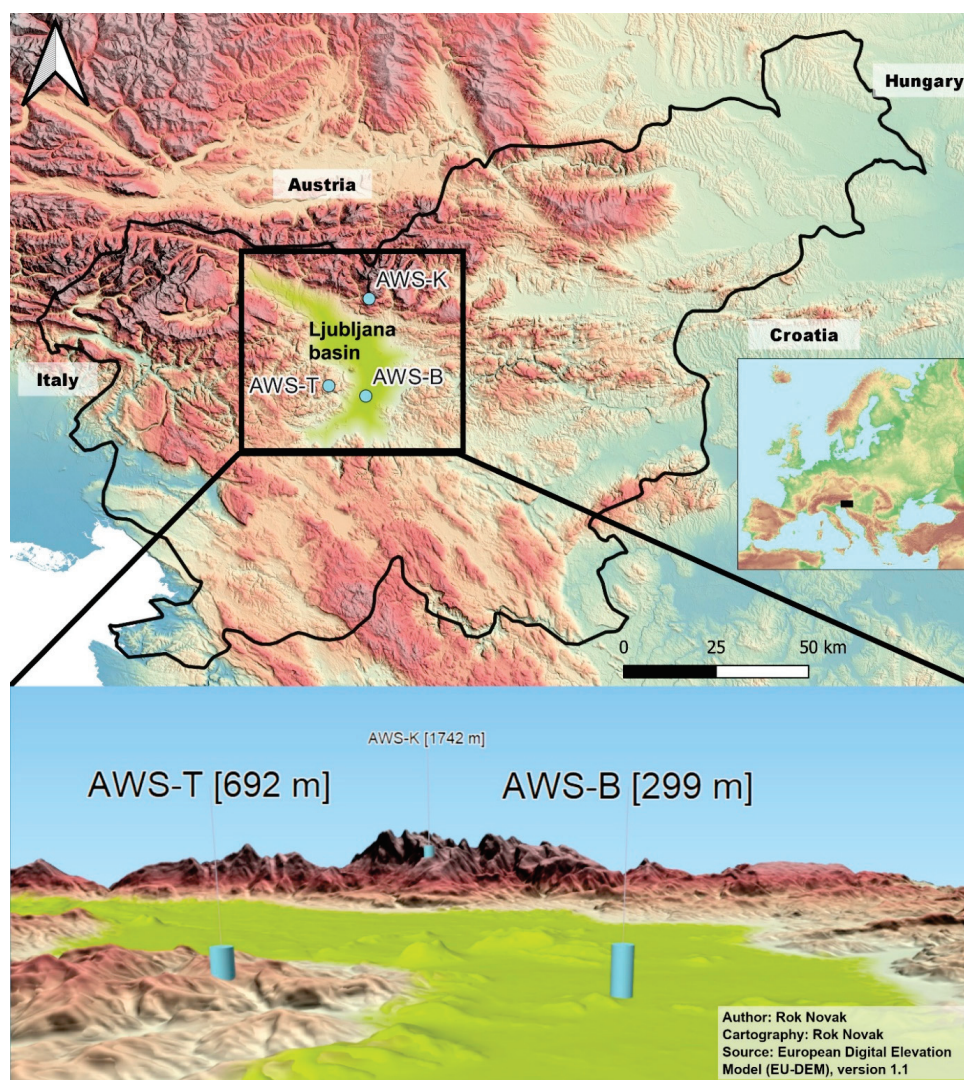 Hungary
Austria
AWS-K
Ljubljana
basin
Croatia
Italy
AWS-T
AWS-B
0 25 50 km
AWS-K [1742 m]
AWS-T [692 m]
AWS-B [299 m]
Author: Rok Novak
Cartography: Rok Novak
Source: European Digital Elevation
Model (EU-DEM), version 1.1